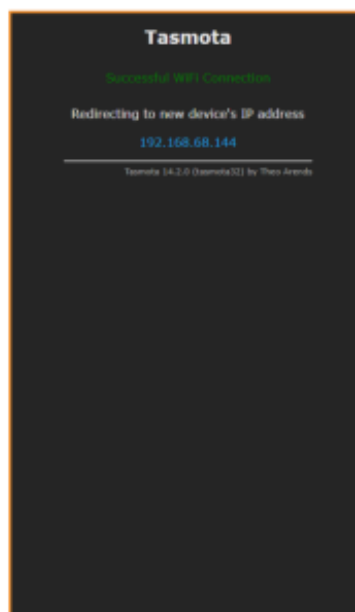 Tasmota
Successful WiFi Connection
Redirecting to new device's IP address
192.168.68.144
Tasmota 14.2.0 (tasmota32) by Theo Arends